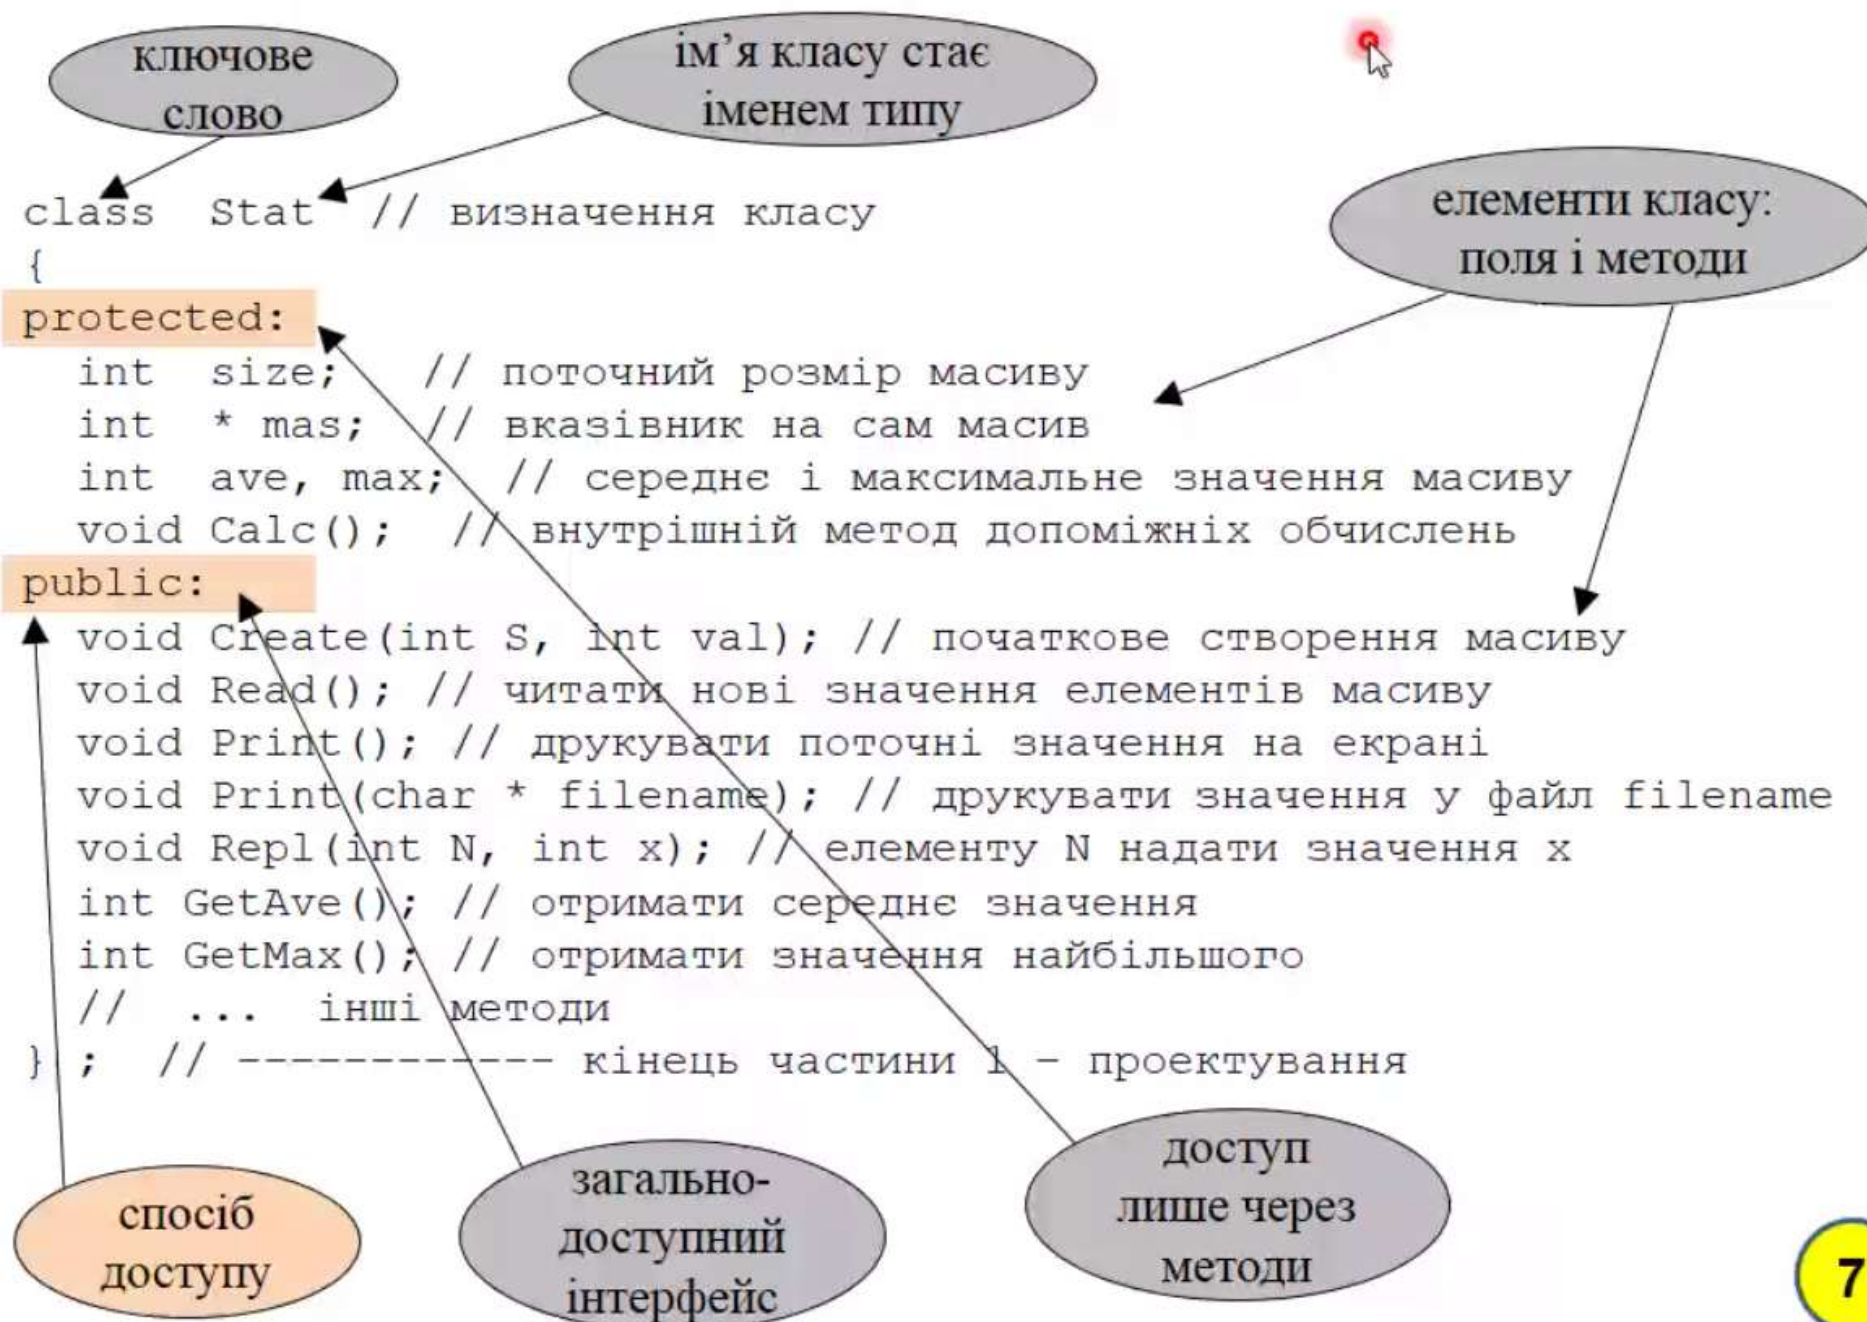 ключове
слово
ім’я класу стає
іменем типу
елементи класу:
поля і методи
class  Stat  // визначення класу
{
protected:
int  size;   // поточний розмір масиву
int  * mas;  // вказівник на сам масив
int  ave, max;  // середнє і максимальне значення масиву
void Calc();  // внутрішній метод допоміжніх обчислень
public:
void Create(int S, int val); // початкове створення масиву
void Read(); // читати нові значення елементів масиву
void Print(); // друкувати поточні значення на екрані
void Print(char * filename); // друкувати значення у файл filename
void Repl(int N, int x); // елементу N надати значення x
int GetAve(); // отримати середнє значення
int GetMax(); // отримати значення найбільшого
//  ...  інші методи
} ;  // ------------ кінець частини 1 – проектування
спосіб
доступу
загально-
доступний
інтерфейс
доступ
лише через
методи
7